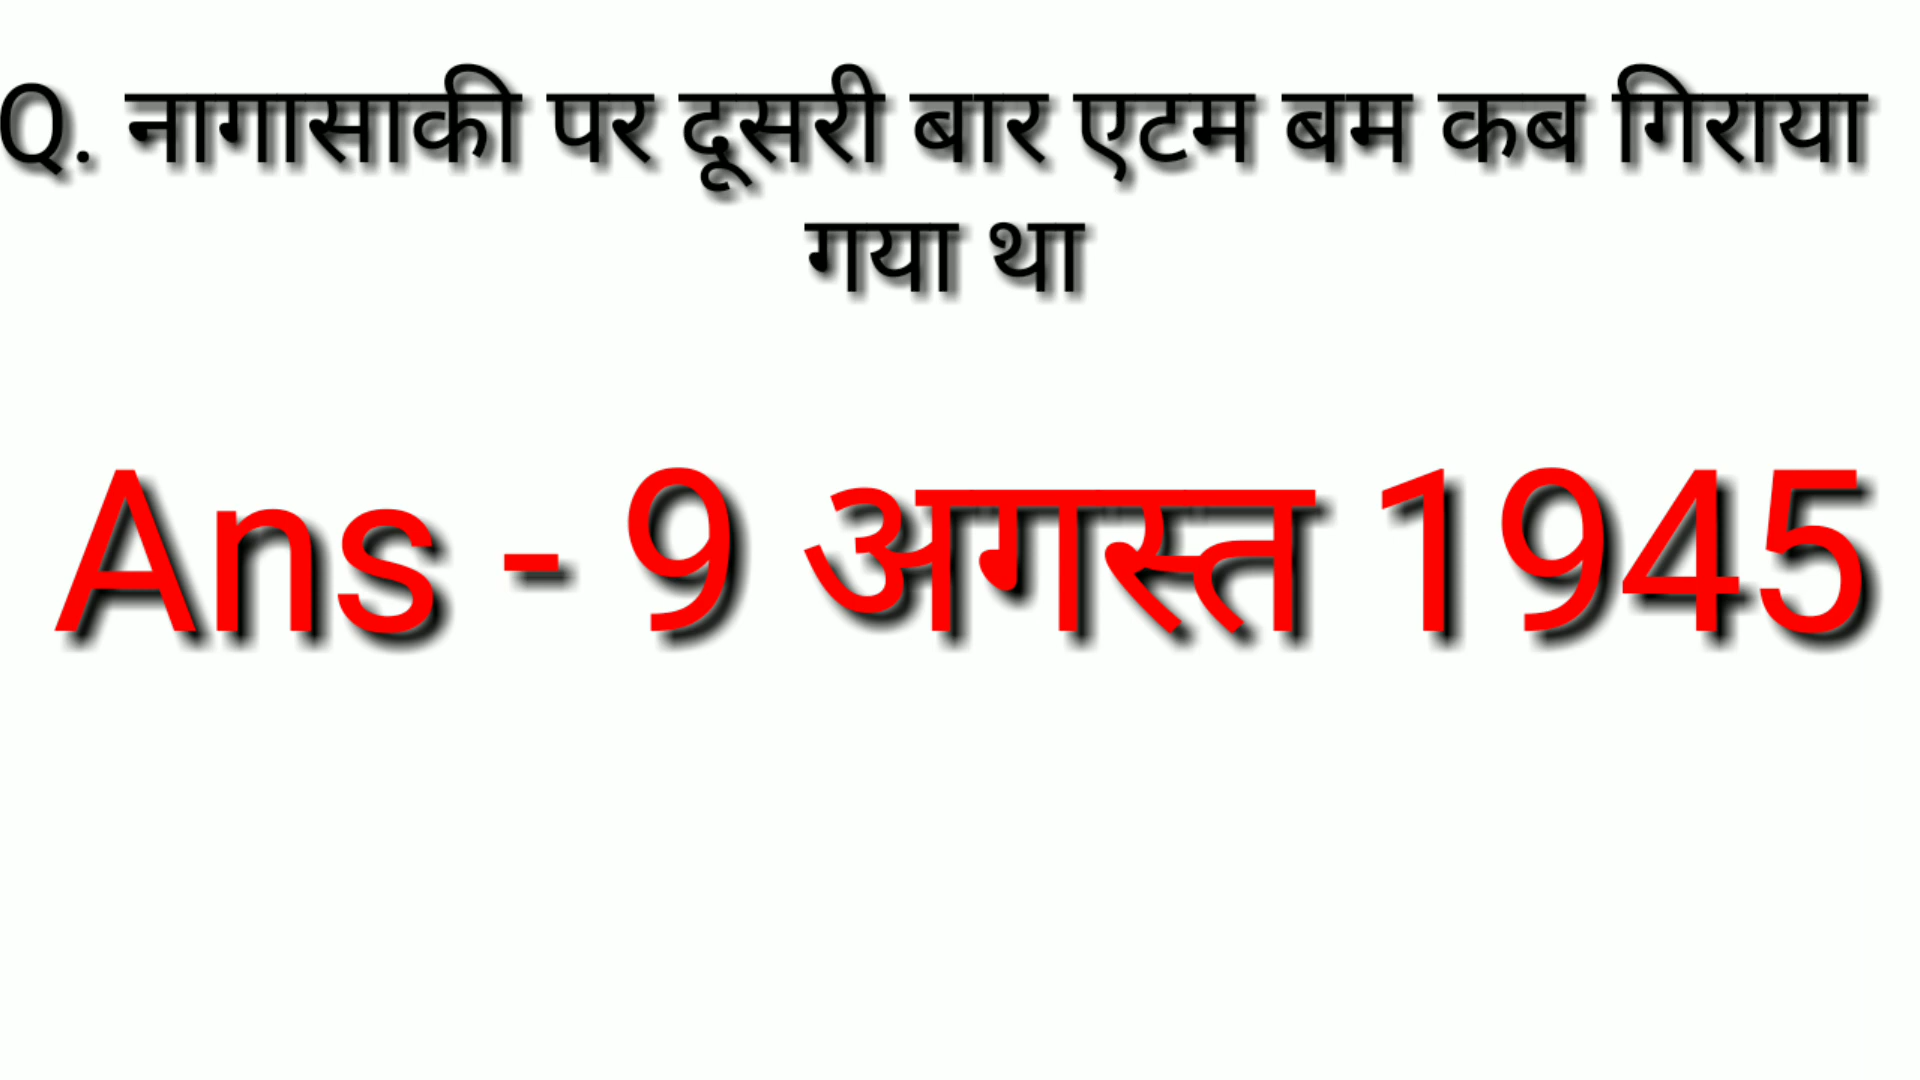 Q. नागासाकी पर दूसरी बार एटम बम कब गिराया
गया था
Ans - 9 अगस्त 1945